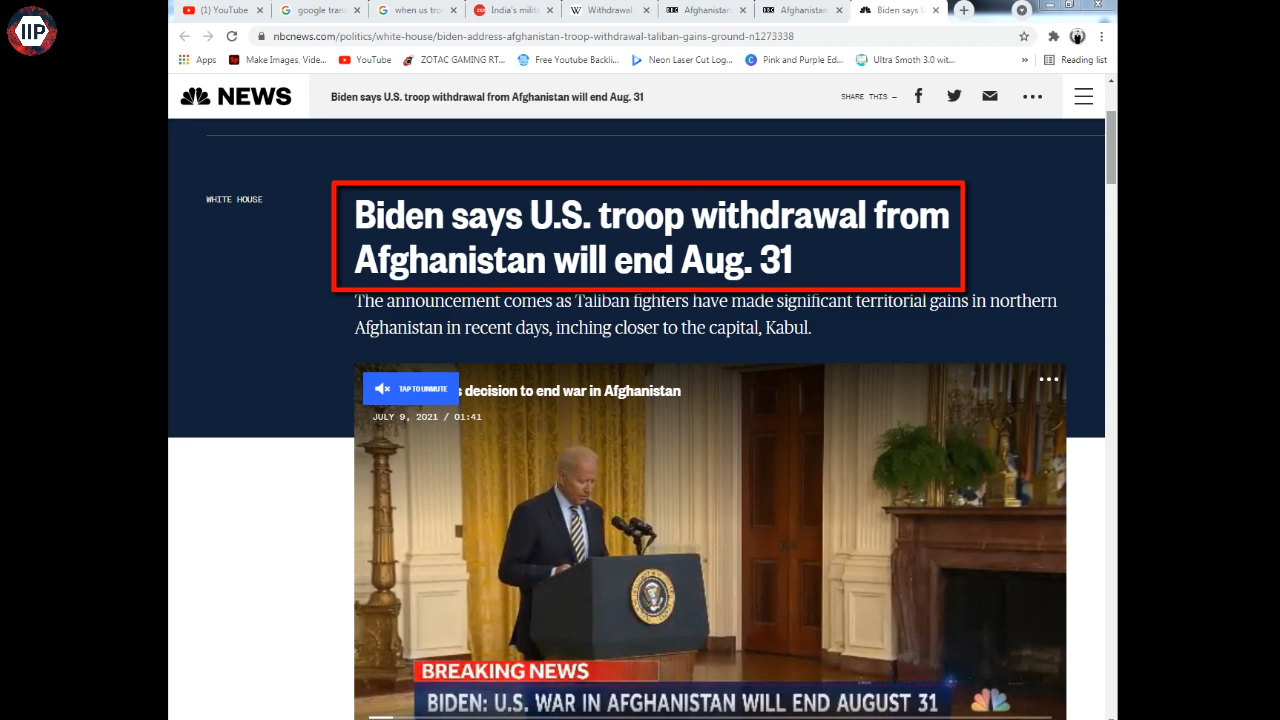 IIP
(1) YouTube
google trans
when us tro
India's milit
Withdrawal
Afghanistan
Afghanistan
Biden says U
nbcnews.com/politics/white-house/biden-address-afghanistan-troop-withdrawal-taliban-gains-ground-n1273338
Apps Make Images, Vide... YouTube ZOTAC GAMING RT... Free Youtube Backli... Neon Laser Cut Log... Pink and Purple Ed... Ultra Smoth 3.0 wit... » Reading list
NEWS Biden says U.S. troop withdrawal from Afghanistan will end Aug. 31 SHARE THIS —
WHITE HOUSE
Biden says U.S. troop withdrawal from
Afghanistan will end Aug. 31
The announcement comes as Taliban fighters have made significant territorial gains in northern
Afghanistan in recent days, inching closer to the capital, Kabul.
TAP TO UNMUTE
s decision to end war in Afghanistan
JULY 9, 2021 / 01:41
BREAKING NEWS
BIDEN: U.S. WAR IN AFGHANISTAN WILL END AUGUST 31